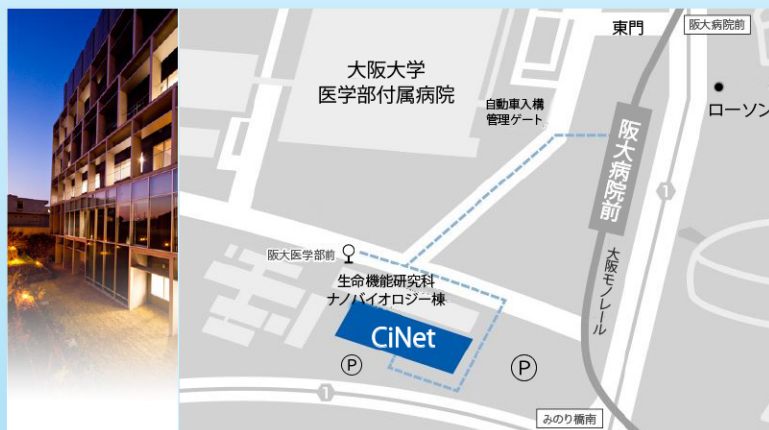 東門
阪大病院前
大阪大学
医学部付属病院
自動車入構
管理ゲート
ローソン
阪大病院前
1
大阪モノレール
阪大医学部前
生命機能研究科
ナノバイオロジー棟
CiNet
P
P
1
みのり橋南